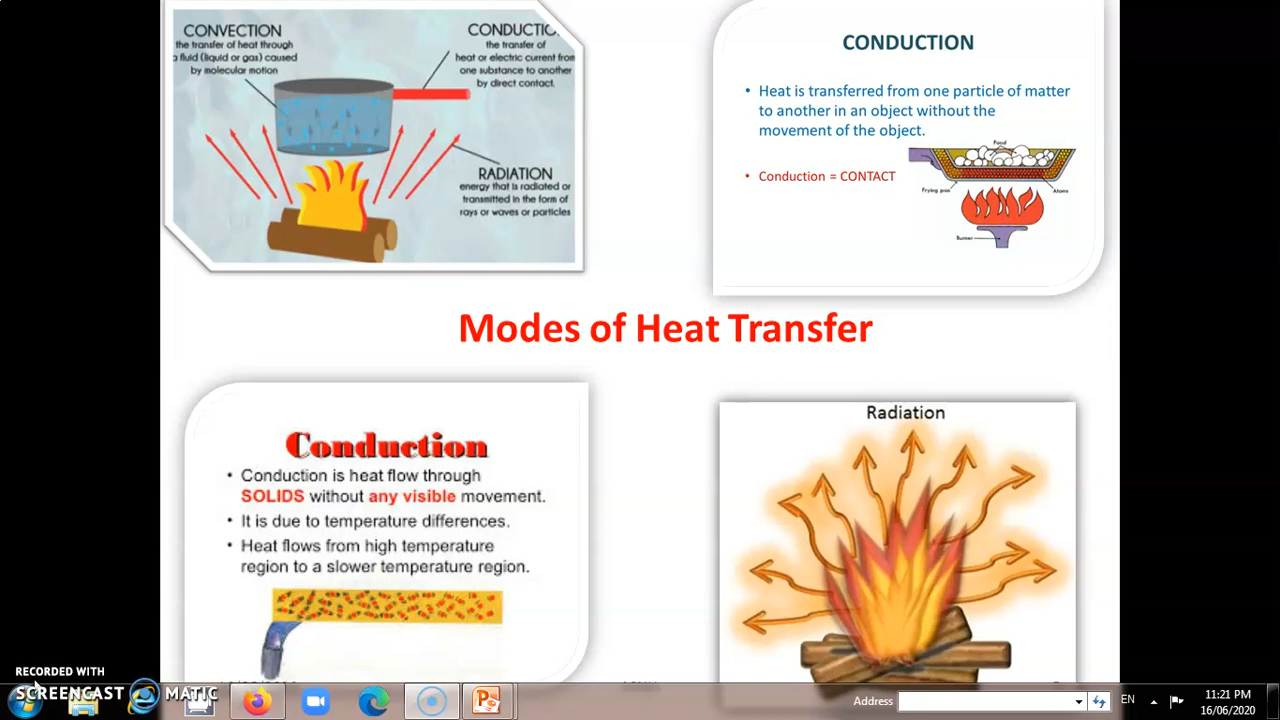 CONVECTION
the transfer of heat through
a fluid (liquid or gas) caused
by molecular motion
CONDUCTIO
the transfer of
heat or electric current from
one substance to another
by direct contact.
RADIATION
energy that is radiated or
transmitted in the form of
rays or waves or particles
CONDUCTION
• Heat is transferred from one particle of matter
to another in an object without the
movement of the object.
• Conduction = CONTACT
Food
Frying pan
Atoms
Burner
Modes of Heat Transfer
Conduction
• Conduction is heat flow through
SOLIDS without any visible movement.
• It is due to temperature differences.
• Heat flows from high temperature
region to a slower temperature region.
Radiation
RECORDED WITH
SCREENCAST MATIC
Address
EN
11:21 PM
16/06/2020